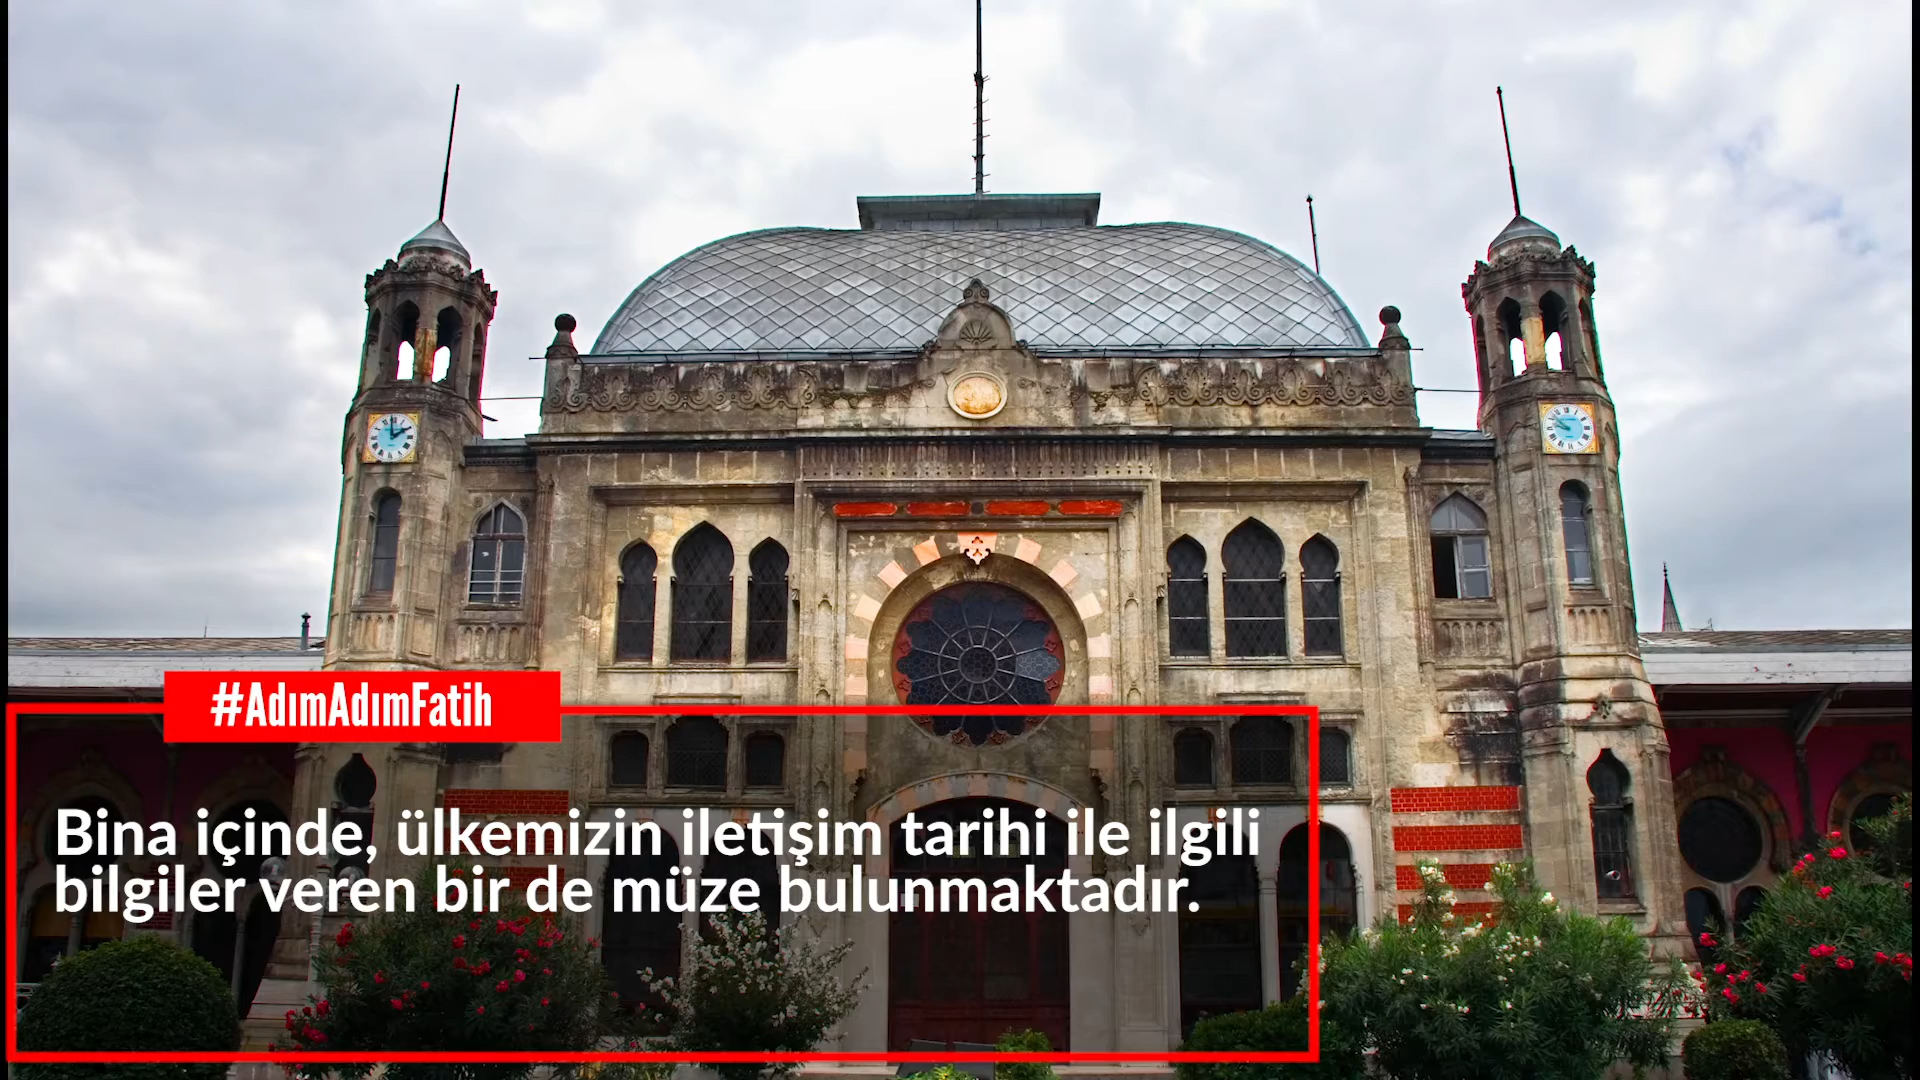 #AdımAdımFatih
Bina içinde, ülkemizin iletişim tarihi ile ilgili
bilgiler veren bir de müze bulunmaktadır.